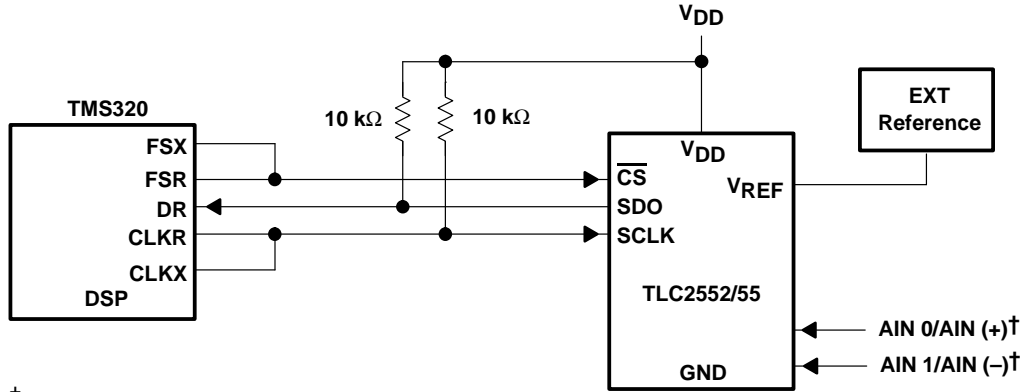 VDD
TMS320
FSX
FSR
DR
CLKR
CLKX
DSP
10 kΩ
10 kΩ
VDD
CS
SDO
SCLK
VREF
TLC2552/55
GND
EXT
Reference
AIN 0/AIN (+)†
AIN 1/AIN (–)†
†